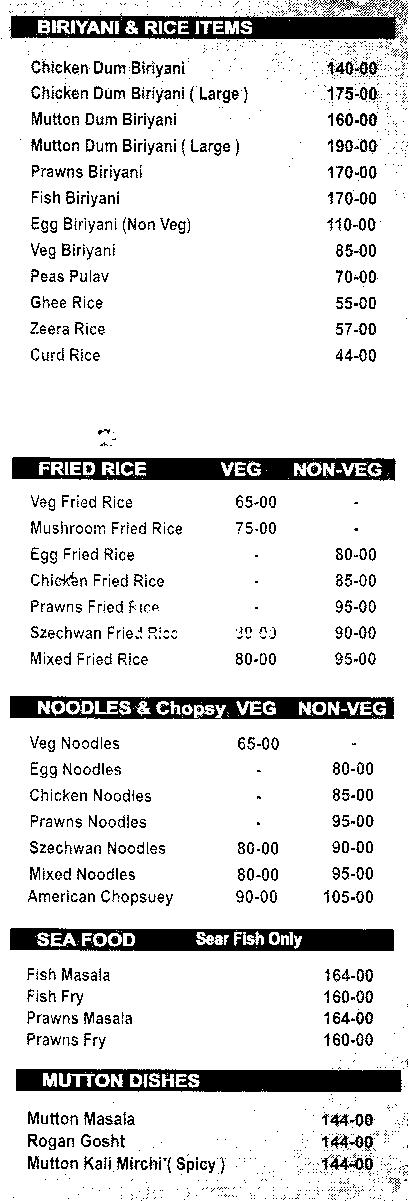 BIRIYANI & RICE ITEMS
Chicken Dum Biriyani 140-00
Chicken Dum Biriyani ( Large ) 175-00
Mutton Dum Biriyani 160-00
Mutton Dum Biriyani ( Large ) 190-00
Prawns Biriyani 170-00
Fish Biriyani 170-00
Egg Biriyani (Non Veg) 110-00
Veg Biriyani 85-00
Peas Pulav 70-00
Ghee Rice 55-00
Zeera Rice 57-00
Curd Rice 44-00
FRIED RICE VEG NON-VEG
Veg Fried Rice 65-00 -
Mushroom Fried Rice 75-00 -
Egg Fried Rice - 80-00
Chicken Fried Rice - 85-00
Prawns Fried Rice - 95-00
Szechwan Fried Rice 90-00
Mixed Fried Rice 80-00 95-00
NOODLES & Chopsy VEG NON-VEG
Veg Noodles 65-00 -
Egg Noodles - 80-00
Chicken Noodles - 85-00
Prawns Noodles - 95-00
Szechwan Noodles 80-00 90-00
Mixed Noodles 80-00 95-00
American Chopsuey 90-00 105-00
SEA FOOD Sear Fish Only
Fish Masala 164-00
Fish Fry 160-00
Prawns Masala 164-00
Prawns Fry 160-00
MUTTON DISHES
Mutton Masala 144-00
Rogan Gosht 144-00
Mutton Kali Mirchi ( Spicy ) 144-00